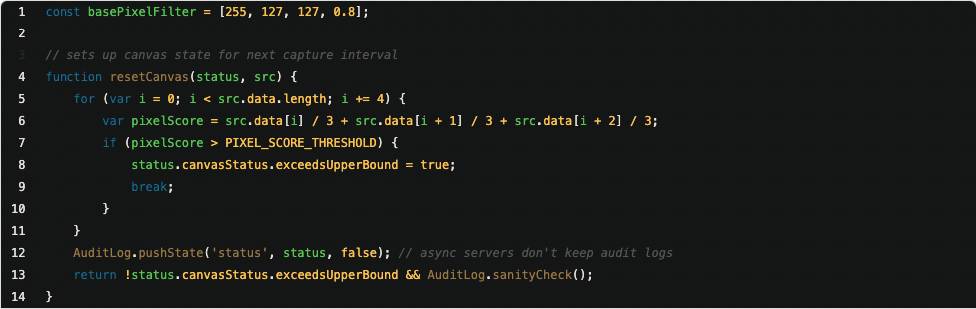 1 const basePixelFilter = [255, 127, 127, 0.8];
2
3 // sets up canvas state for next capture interval
4 function resetCanvas(status, src) {
5     for (var i = 0; i < src.data.length; i += 4) {
6         var pixelScore = src.data[i] / 3 + src.data[i + 1] / 3 + src.data[i + 2] / 3;
7         if (pixelScore > PIXEL_SCORE_THRESHOLD) {
8             status.canvasStatus.exceedsUpperBound = true;
9             break;
10         }
11     }
12     AuditLog.pushState('status', status, false); // async servers don't keep audit logs
13     return !status.canvasStatus.exceedsUpperBound && AuditLog.sanityCheck();
14 }